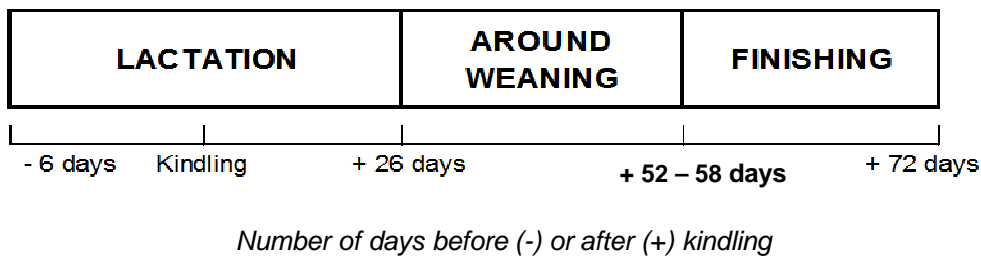 LACTATION
AROUND
WEANING
FINISHING
- 6 days
Kindling
+ 26 days
+ 52 – 58 days
+ 72 days
Number of days before (-) or after (+) kindling